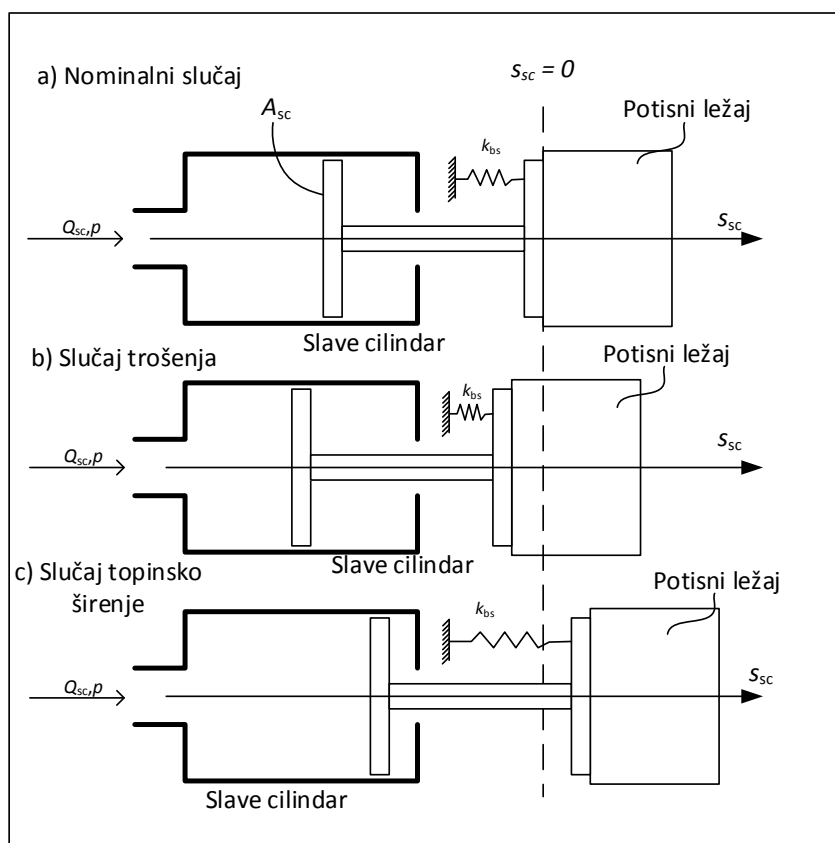 a) Nominalni slučaj
s_sc = 0
Potisni ležaj
A_sc
k_bs
Q_sc,p
s_sc
Slave cilindar
b) Slučaj trošenja
Potisni ležaj
k_bs
Q_sc,p
s_sc
Slave cilindar
c) Slučaj topinsko
širenje
Potisni ležaj
k_bs
Q_sc,p
s_sc
Slave cilindar